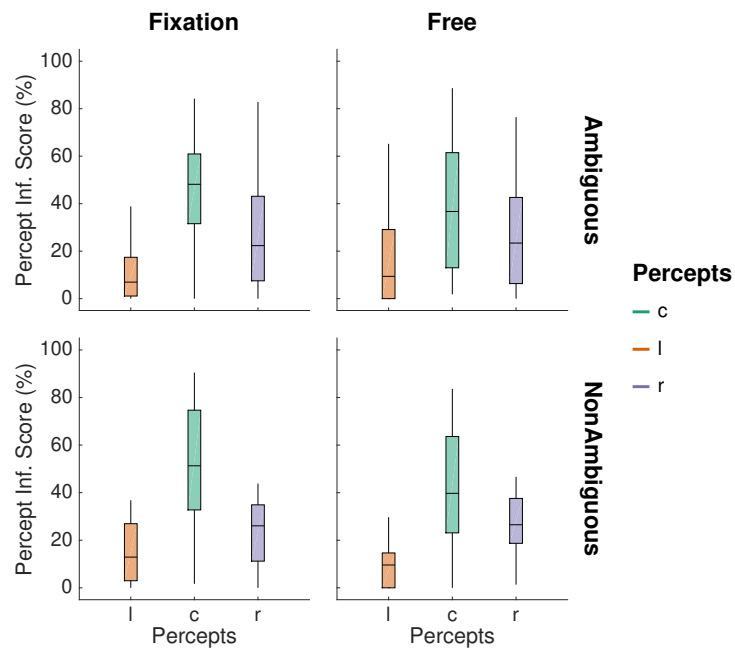 Fixation
Free
Percept Inf. Score (%)
100
80
60
40
20
0
Ambiguous
Percept Inf. Score (%)
100
80
60
40
20
0
NonAmbiguous
l c r
Percepts
l c r
Percepts
Percepts
c
l
r